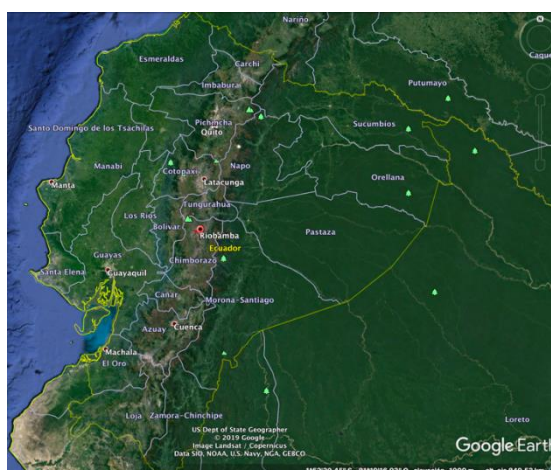 Nariño
Esmeraldas
Carchi
Caque
Imbabura
Putumayo
Pichincha
Quito
Sucumbios
Santo Domingo de los Tsachilas
Manabi
Cotopaxi
Napo
Orellana
Manta
Latacunga
Tungurahua
Los Rios
Bolivar
Riobamba
Pastaza
Ecuador
Guayas
Chimborazo
Santa Elena
Guayaquil
Cañar
Morona-Santiago
Azuay
Cuenca
Machala
El Oro
Loja
Zamora-Chinchipe
Loreto
US Dept of State Geographer
© 2019 Google
Image Landsat / Copernicus
Data SIO, NOAA, U.S. Navy, NGA, GEBCO
Google Earth